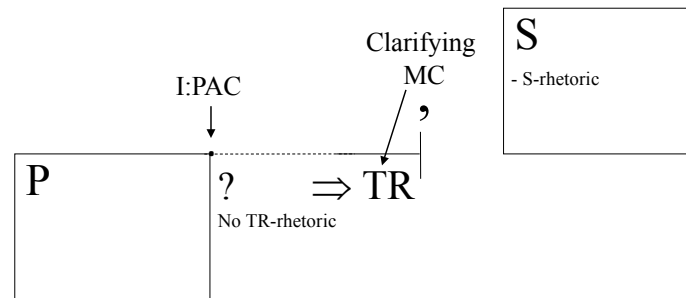 Clarifying
MC
I:PAC
,
S
- S-rhetoric
P
?
No TR-rhetoric
⇒ TR